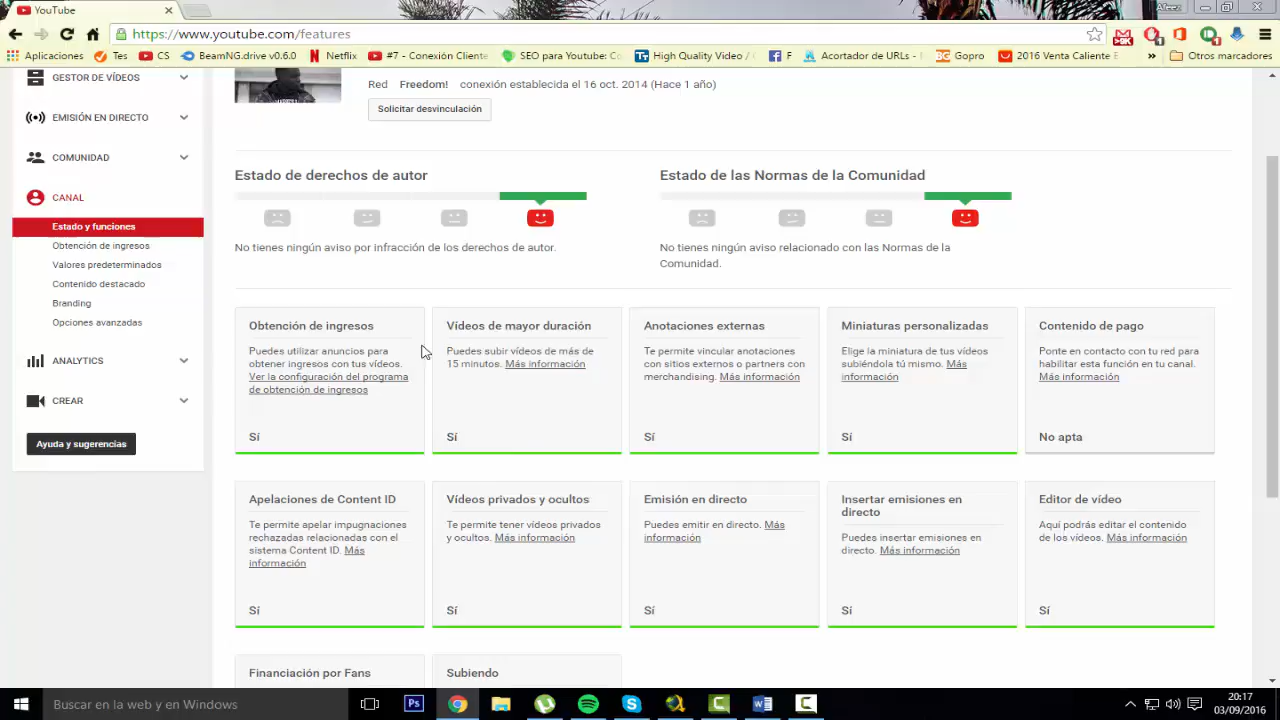 YouTube
https://www.youtube.com/features
Aplicaciones
Tes
CS
BeamNG.drive v0.6.0
Netflix
#7 - Conexión Cliente
SEO para Youtube: Co
High Quality Video / C
F
Acortador de URLs -
Gopro
2016 Venta Caliente E
»
Otros marcadores
GESTOR DE VÍDEOS
EMISIÓN EN DIRECTO
COMUNIDAD
CANAL
Estado y funciones
Obtención de ingresos
Valores predeterminados
Contenido destacado
Branding
Opciones avanzadas
ANALYTICS
CREAR
Ayuda y sugerencias
Red Freedom! conexión establecida el 16 oct. 2014 (Hace 1 año)
Solicitar desvinculación
Estado de derechos de autor
No tienes ningún aviso por infracción de los derechos de autor.
Estado de las Normas de la Comunidad
No tienes ningún aviso relacionado con las Normas de la
Comunidad.
Obtención de ingresos
Puedes utilizar anuncios para
obtener ingresos con tus vídeos.
Ver la configuración del programa
de obtención de ingresos
Sí
Vídeos de mayor duración
Puedes subir vídeos de más de
15 minutos. Más información
Sí
Anotaciones externas
Te permite vincular anotaciones
con sitios externos o partners con
merchandising. Más información
Sí
Miniaturas personalizadas
Elige la miniatura de tus vídeos
subiéndola tú mismo. Más
información
Sí
Contenido de pago
Ponte en contacto con tu red para
habilitar esta función en tu canal.
Más información
No apta
Apelaciones de Content ID
Te permite apelar impugnaciones
rechazadas relacionadas con el
sistema Content ID. Más
información
Sí
Vídeos privados y ocultos
Te permite tener vídeos privados
y ocultos. Más información
Sí
Emisión en directo
Puedes emitir en directo. Más
información
Sí
Insertar emisiones en
directo
Puedes insertar emisiones en
directo. Más información
Sí
Editor de vídeo
Aquí podrás editar el contenido
de los vídeos. Más información
Sí
Financiación por Fans
Subiendo
Buscar en la web y en Windows
20:17
03/09/2016